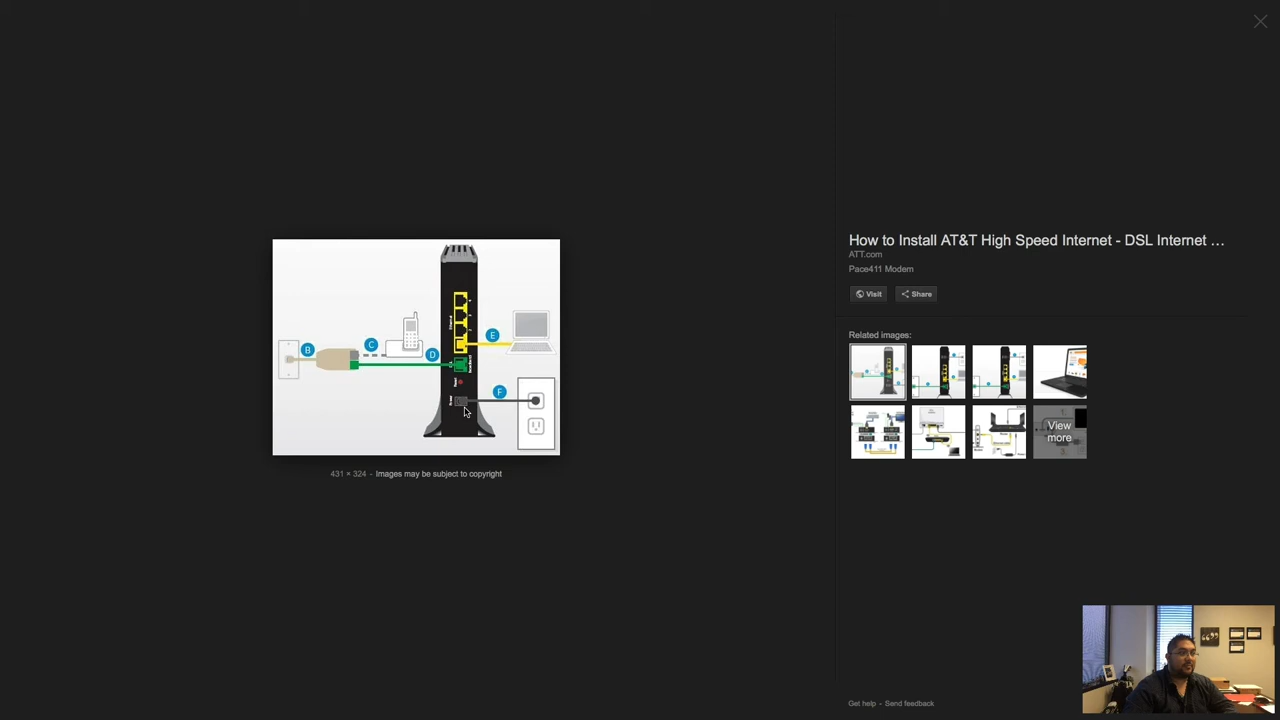 How to Install AT&T High Speed Internet - DSL Internet …
ATT.com
Pace411 Modem
Visit
Share
Related images:
B
C
D
E
F
View
more
431 × 324 - Images may be subject to copyright
Get help - Send feedback